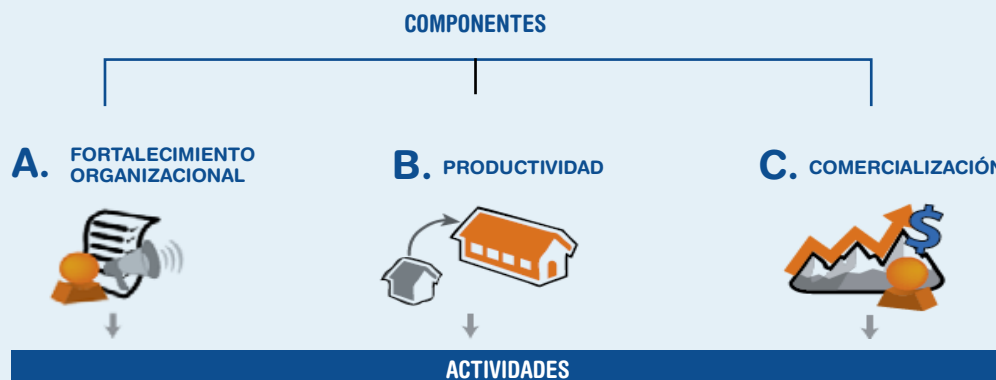 COMPONENTES
A. FORTALECIMIENTO
ORGANIZACIONAL
B. PRODUCTIVIDAD
C. COMERCIALIZACIÓN
$
ACTIVIDADES